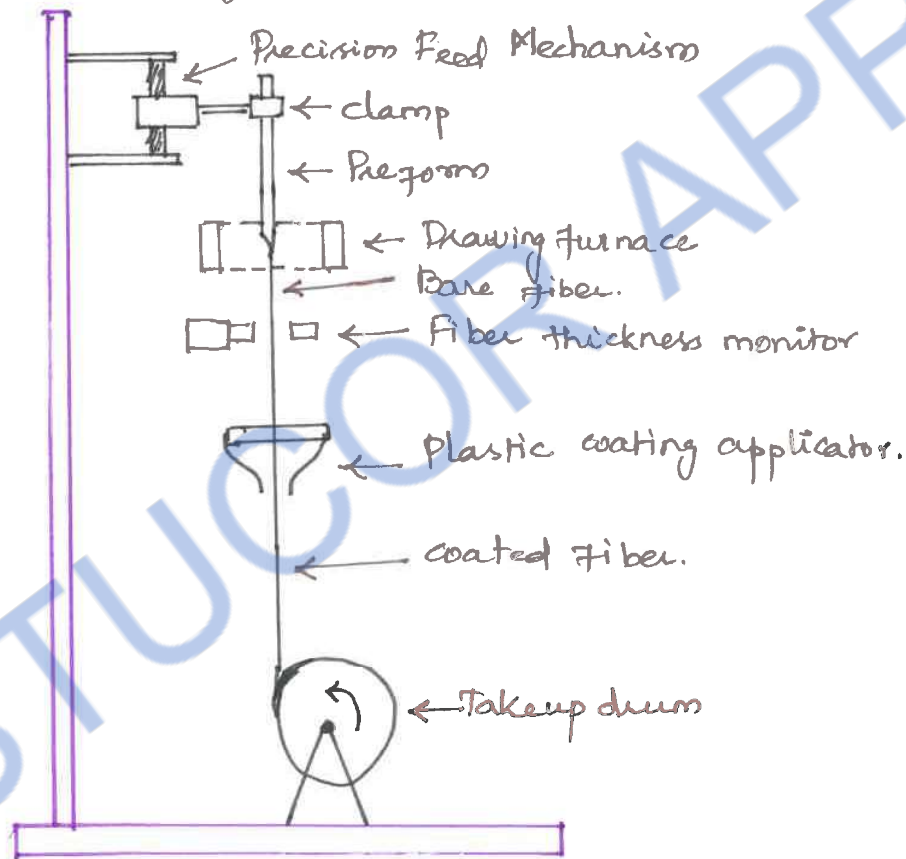 Precision Feed Mechanism
clamp
Preform
Drawing furnace
Bare fiber.
Fiber thickness monitor
Plastic coating applicator.
coated fiber.
Takeup drum
STUCOR APP